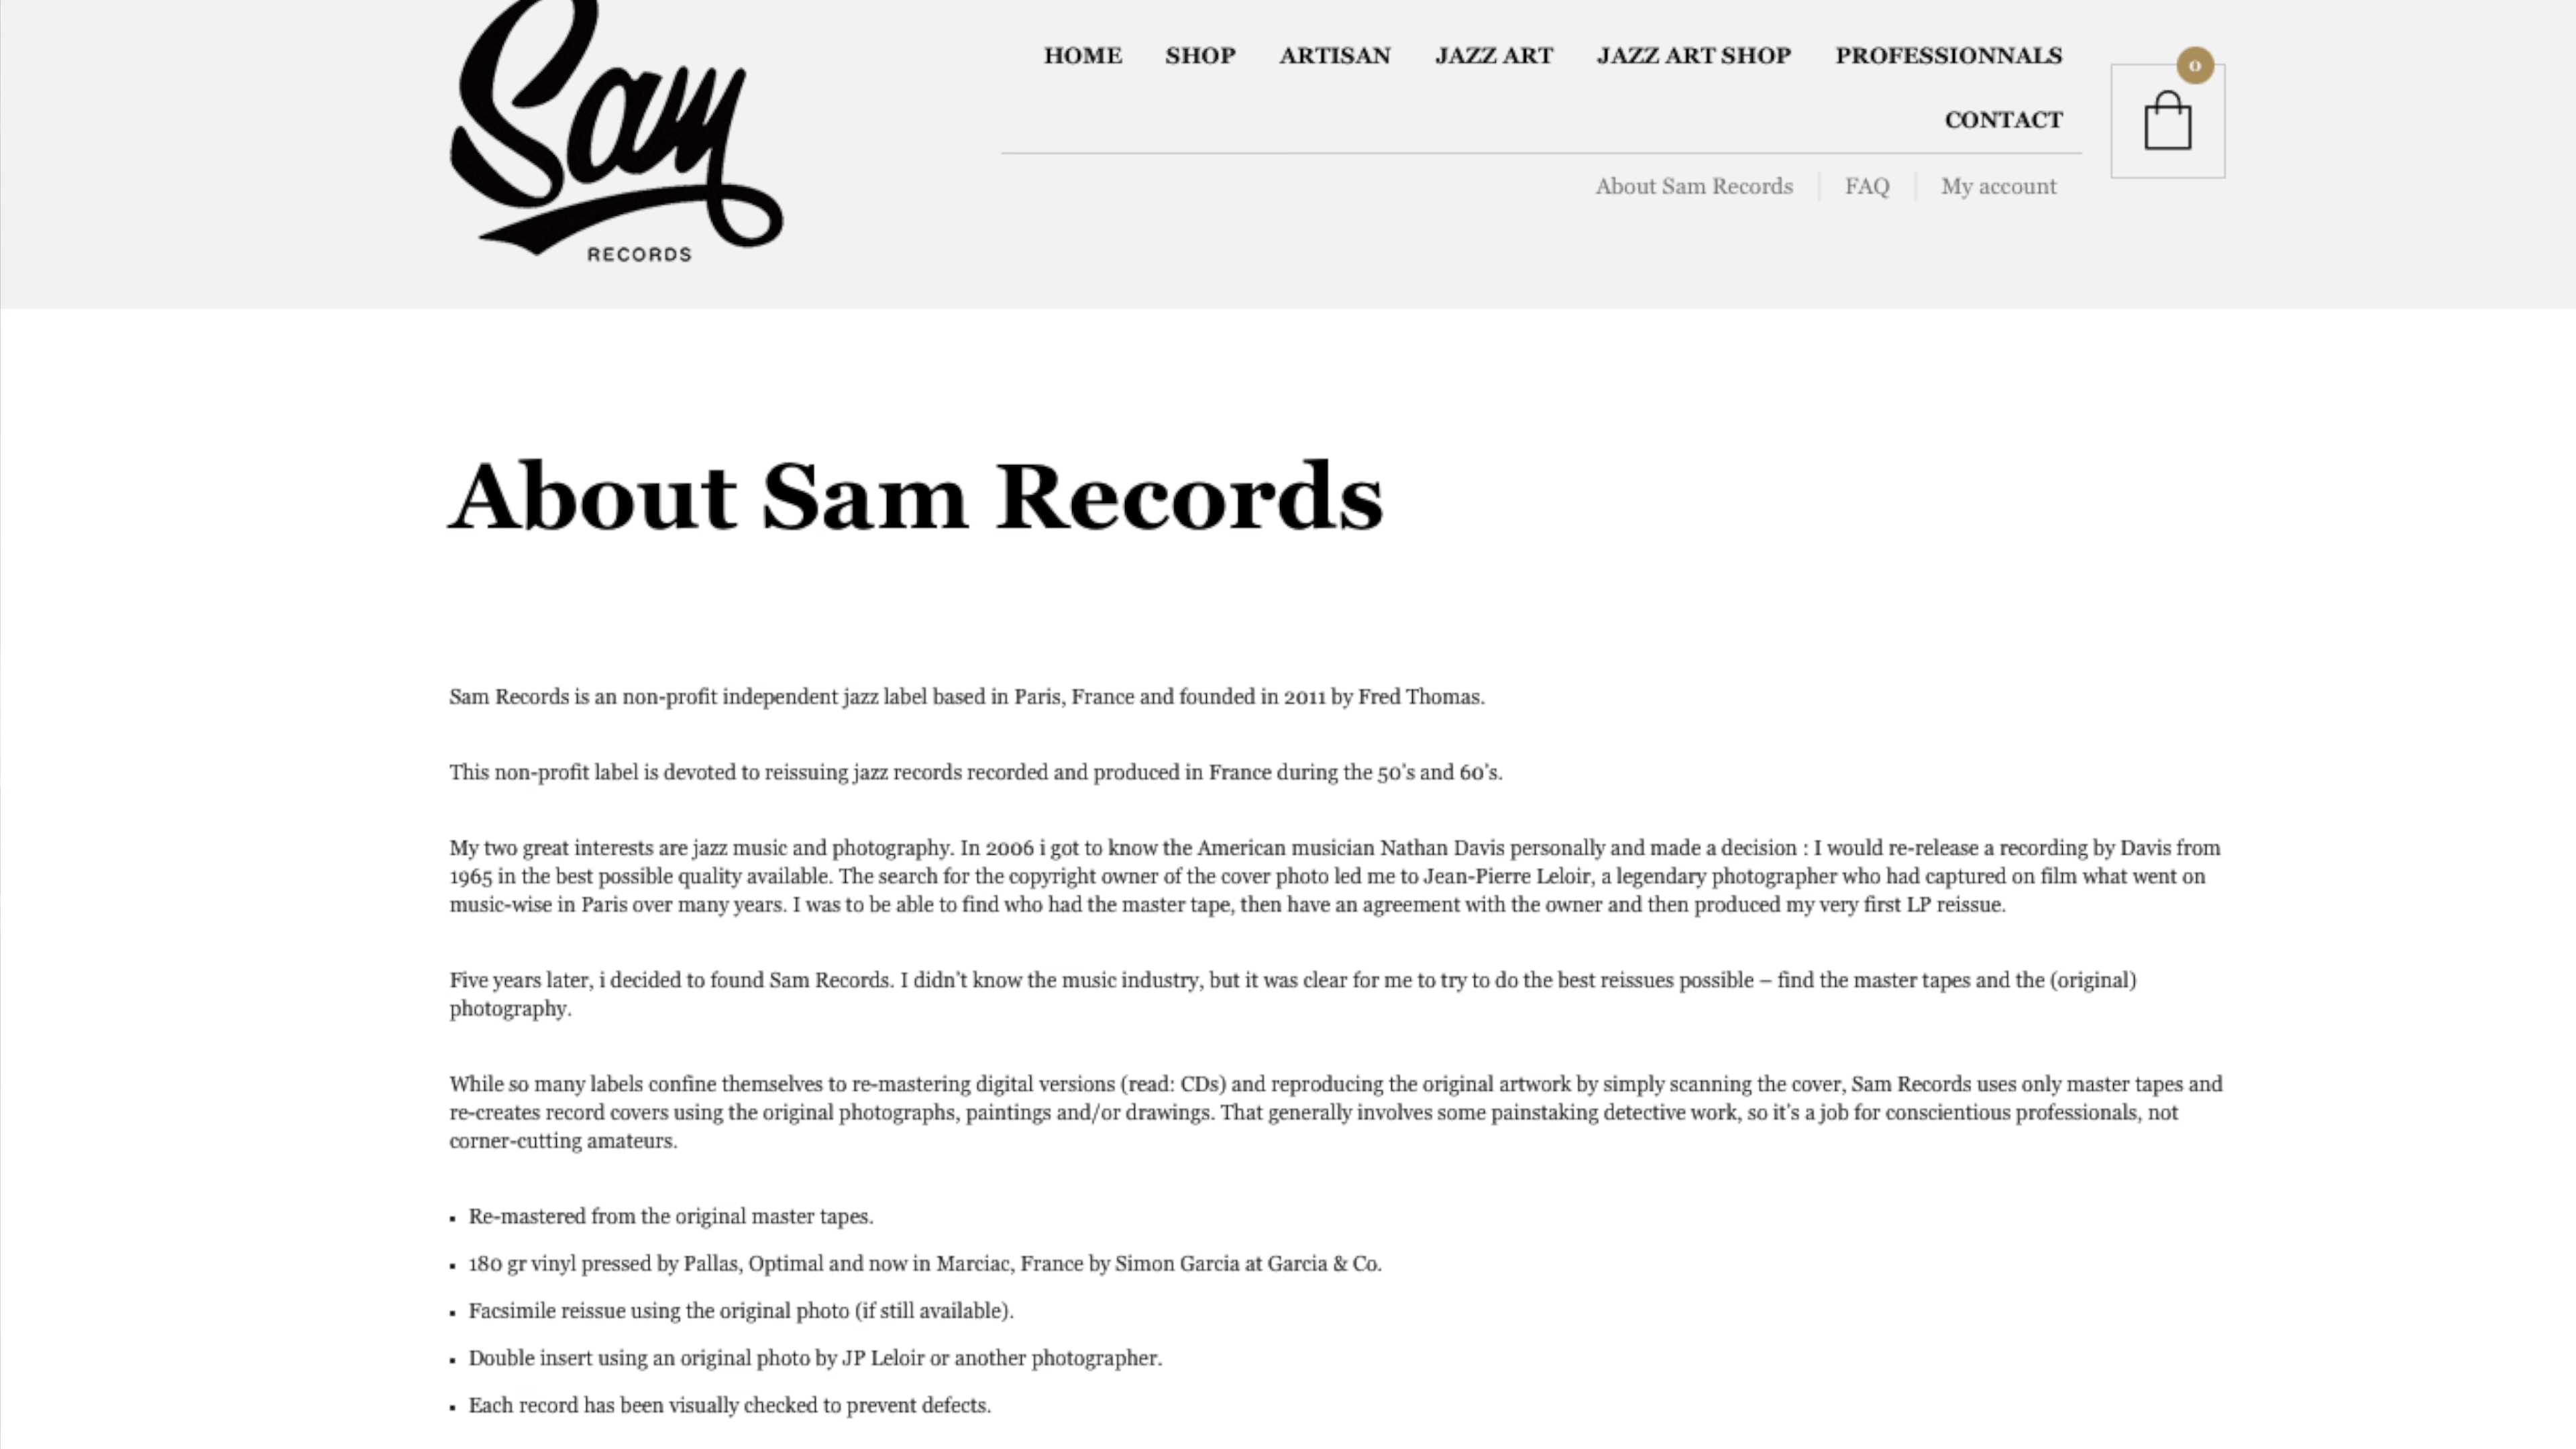 Sam
RECORDS
HOME SHOP ARTISAN JAZZ ART JAZZ ART SHOP PROFESSIONNALS
CONTACT
0
About Sam Records FAQ My account
About Sam Records
Sam Records is an non-profit independent jazz label based in Paris, France and founded in 2011 by Fred Thomas.
This non-profit label is devoted to reissuing jazz records recorded and produced in France during the 50's and 60's.
My two great interests are jazz music and photography. In 2006 i got to know the American musician Nathan Davis personally and made a decision : I would re-release a recording by Davis from
1965 in the best possible quality available. The search for the copyright owner of the cover photo led me to Jean-Pierre Leloir, a legendary photographer who had captured on film what went on
music-wise in Paris over many years. I was to be able to find who had the master tape, then have an agreement with the owner and then produced my very first LP reissue.
Five years later, i decided to found Sam Records. I didn't know the music industry, but it was clear for me to try to do the best reissues possible – find the master tapes and the (original)
photography.
While so many labels confine themselves to re-mastering digital versions (read: CDs) and reproducing the original artwork by simply scanning the cover, Sam Records uses only master tapes and
re-creates record covers using the original photographs, paintings and/or drawings. That generally involves some painstaking detective work, so it's a job for conscientious professionals, not
corner-cutting amateurs.
▪ Re-mastered from the original master tapes.
▪ 180 gr vinyl pressed by Pallas, Optimal and now in Marciac, France by Simon Garcia at Garcia & Co.
▪ Facsimile reissue using the original photo (if still available).
▪ Double insert using an original photo by JP Leloir or another photographer.
▪ Each record has been visually checked to prevent defects.